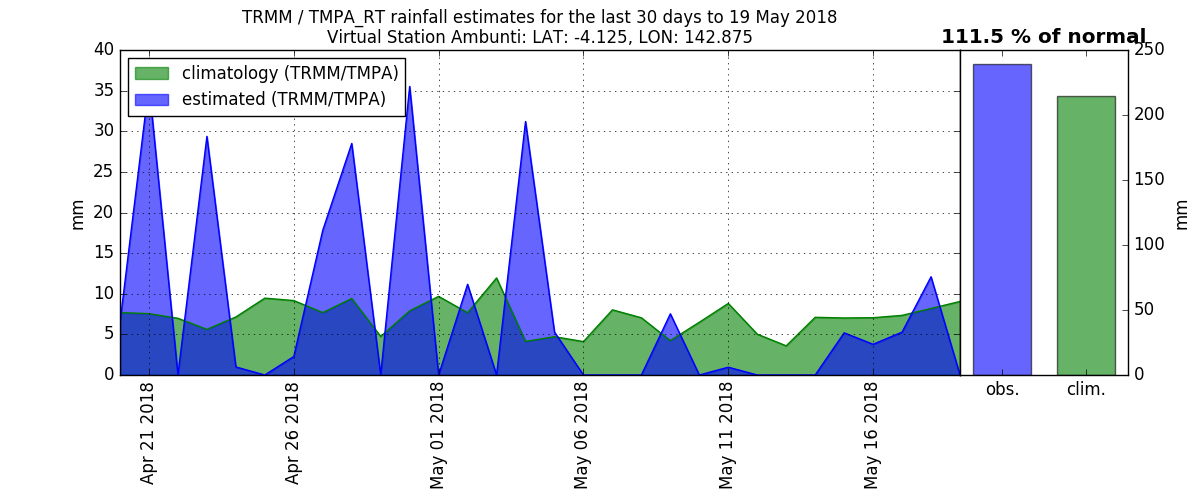 TRMM / TMPA_RT rainfall estimates for the last 30 days to 19 May 2018
Virtual Station Ambunti: LAT: -4.125, LON: 142.875
111.5 % of normal
climatology (TRMM/TMPA)
estimated (TRMM/TMPA)
40
35
30
25
20
15
10
5
0
mm
Apr 21 2018
Apr 26 2018
May 01 2018
May 06 2018
May 11 2018
May 16 2018
obs.
clim.
250
200
150
100
50
0
mm